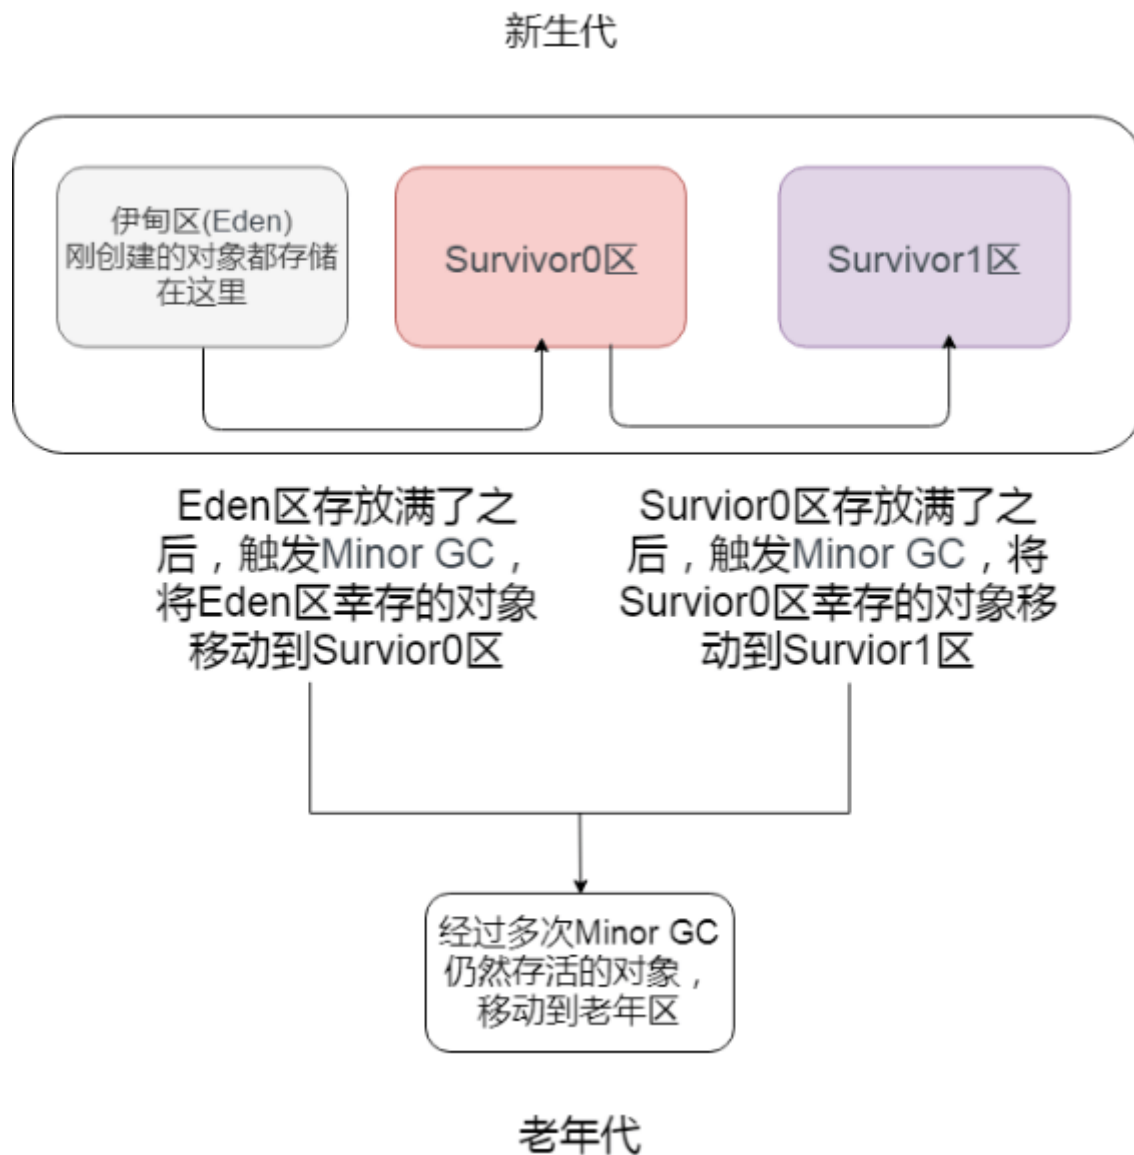 新生代
伊甸区(Eden)
刚创建的对象都存储
在这里
Survivor0区
Survivor1区
Eden区存放满了之
后，触发Minor GC，
将Eden区幸存的对象
移动到Survior0区
Survior0区存放满了之
后，触发Minor GC，将
Survior0区幸存的对象移
动到Survior1区
经过多次Minor GC
仍然存活的对象，
移动到老年区
老年代